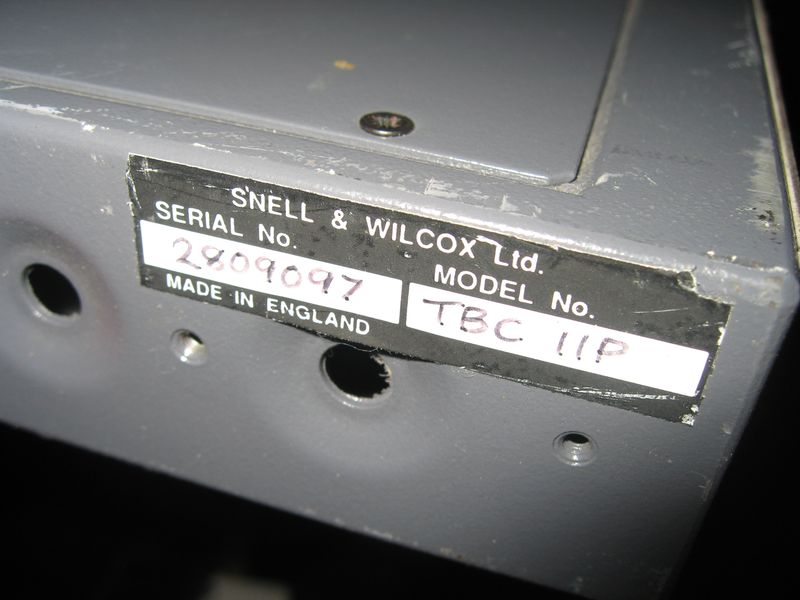 SNELL & WILCOX Ltd.
SERIAL No.
2809097
MADE IN ENGLAND
MODEL No.
TBC 11P